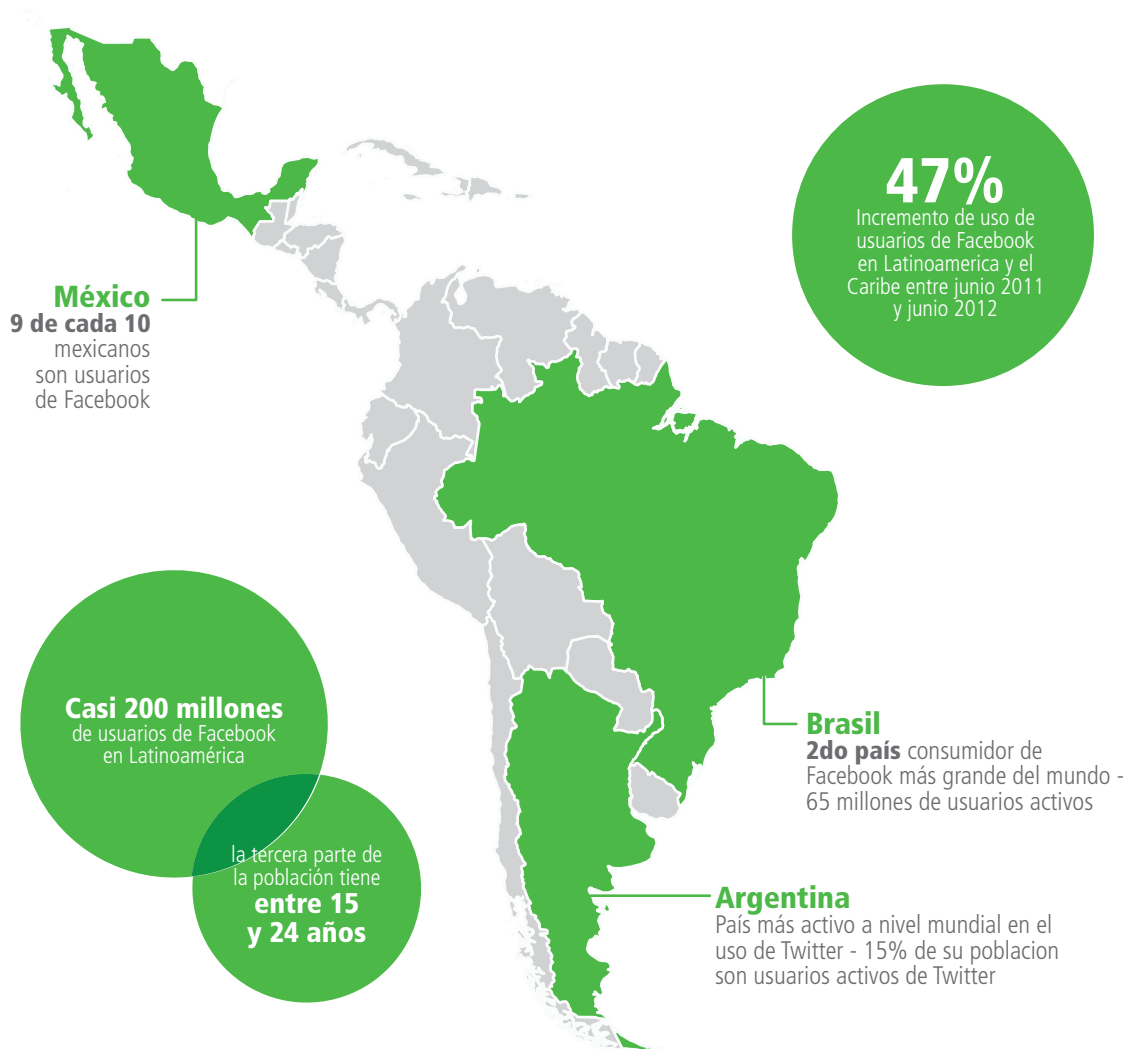 47%
Incremento de uso de
usuarios de Facebook
en Latinoamerica y el
Caribe entre junio 2011
y junio 2012
México
9 de cada 10
mexicanos
son usuarios
de Facebook
Casi 200 millones
de usuarios de Facebook
en Latinoamérica
la tercera parte de
la población tiene
entre 15
y 24 años
Brasil
2do país consumidor de
Facebook más grande del mundo -
65 millones de usuarios activos
Argentina
País más activo a nivel mundial en el
uso de Twitter - 15% de su poblacion
son usuarios activos de Twitter